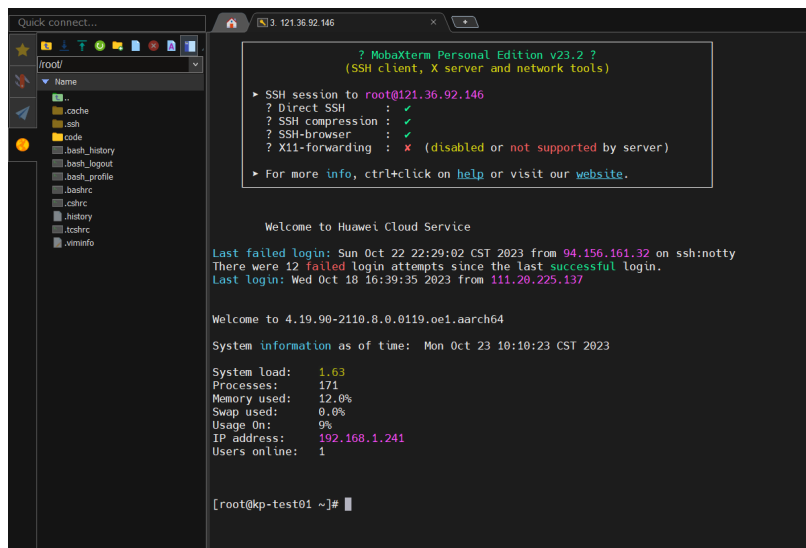 Quick connect...
3. 121.36.92.146
/root/
Name
..
.cache
.ssh
code
.bash_history
.bash_logout
.bash_profile
.bashrc
.cshrc
.history
.tcshrc
.viminfo
? MobaXterm Personal Edition v23.2 ?
(SSH client, X server and network tools)
➤ SSH session to root@121.36.92.146
? Direct SSH : ✔
? SSH compression : ✔
? SSH-browser : ✔
? X11-forwarding : ✘ (disabled or not supported by server)
➤ For more info, ctrl+click on help or visit our website.
Welcome to Huawei Cloud Service
Last failed login: Sun Oct 22 22:29:02 CST 2023 from 94.156.161.32 on ssh:notty
There were 12 failed login attempts since the last successful login.
Last login: Wed Oct 18 16:39:35 2023 from 111.20.225.137
Welcome to 4.19.90-2110.8.0.0119.oe1.aarch64
System information as of time: Mon Oct 23 10:10:23 CST 2023
System load: 1.63
Processes: 171
Memory used: 12.0%
Swap used: 0.0%
Usage On: 9%
IP address: 192.168.1.241
Users online: 1
[root@kp-test01 ~]#